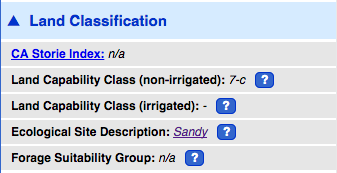 ▲ Land Classification
CA Storie Index: n/a
Land Capability Class (non-irrigated): 7-c ?
Land Capability Class (irrigated): - ?
Ecological Site Description: Sandy ?
Forage Suitability Group: n/a ?